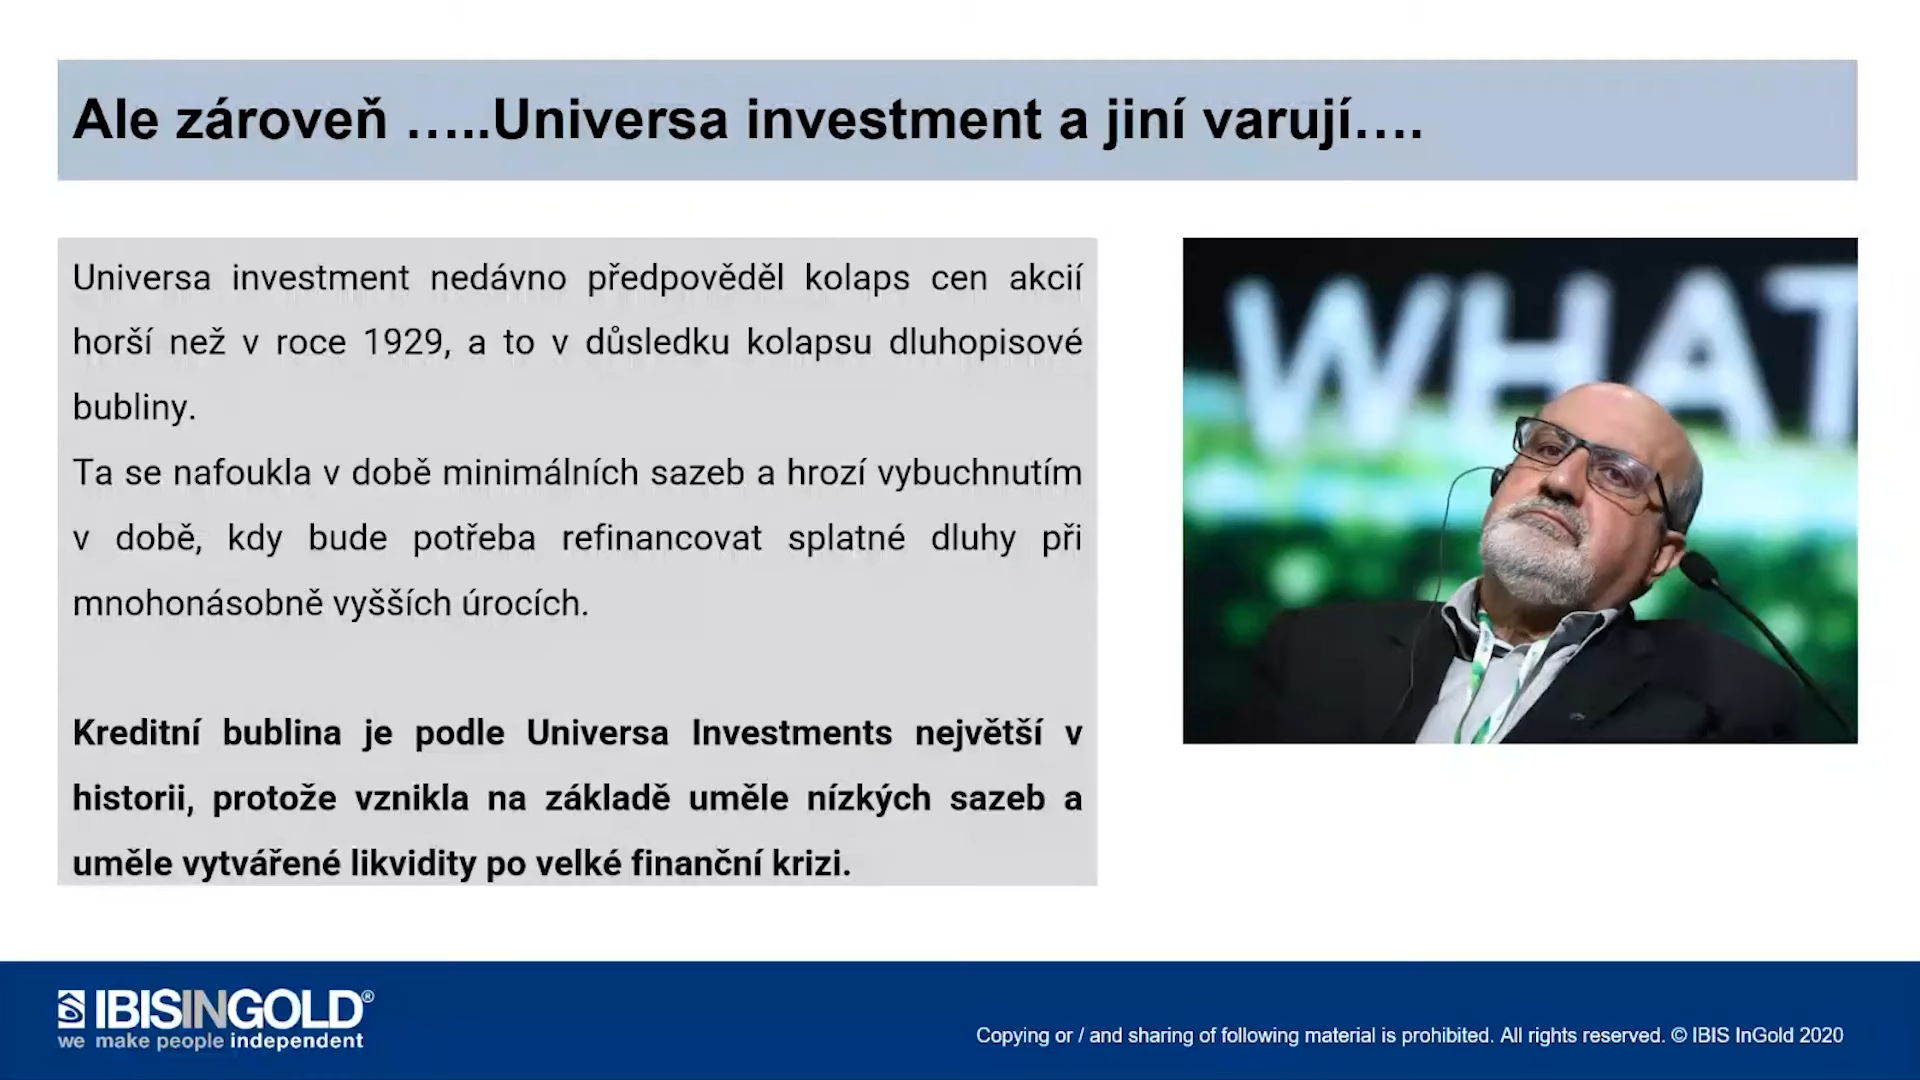 Ale zároveň …..Universa investment a jiní varují….
Universa investment nedávno předpověděl kolaps cen akcií
horší než v roce 1929, a to v důsledku kolapsu dluhopisové
bubliny.
Ta se nafoukla v době minimálních sazeb a hrozí vybuchnutím
v době, kdy bude potřeba refinancovat splatné dluhy při
mnohonásobně vyšších úrocích.
Kreditní bublina je podle Universa Investments největší v
historii, protože vznikla na základě uměle nízkých sazeb a
uměle vytvářené likvidity po velké finanční krizi.
WHAT
IBISINGOLD®
we make people independent
Copying or / and sharing of following material is prohibited. All rights reserved. © IBIS InGold 2020